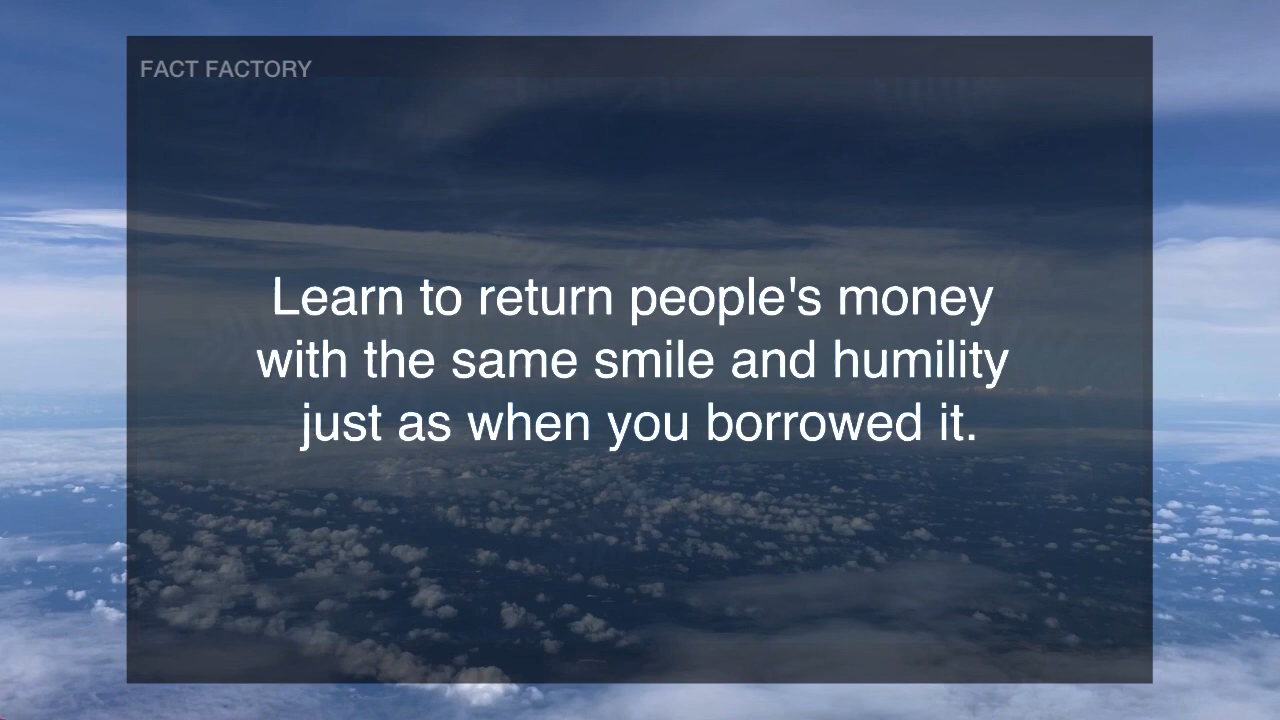 FACT FACTORY
Learn to return people's money
with the same smile and humility
just as when you borrowed it.